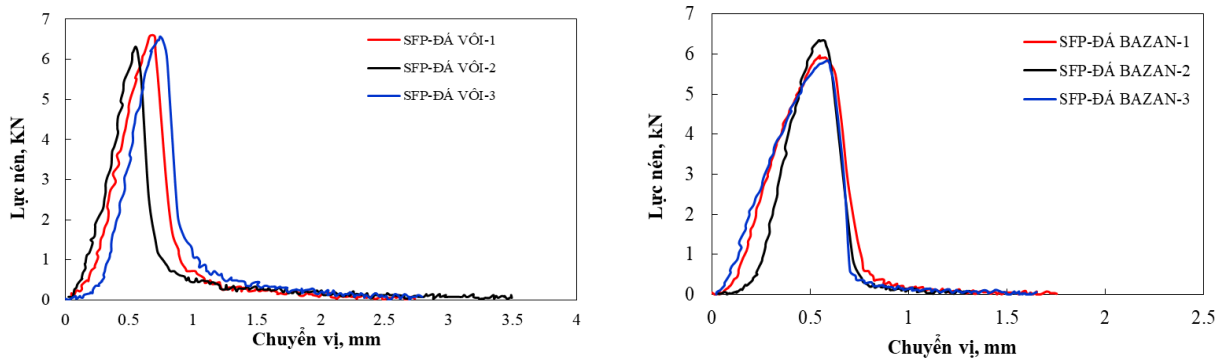 Lực nén, KN
7
6
5
4
3
2
1
0
SFP-ĐÁ VÔI-1
SFP-ĐÁ VÔI-2
SFP-ĐÁ VÔI-3
0 0.5 1 1.5 2 2.5 3 3.5 4
Chuyển vị, mm
Lực nén, kN
7
6
5
4
3
2
1
0
SFP-ĐÁ BAZAN-1
SFP-ĐÁ BAZAN-2
SFP-ĐÁ BAZAN-3
0 0.5 1 1.5 2 2.5
Chuyển vị, mm